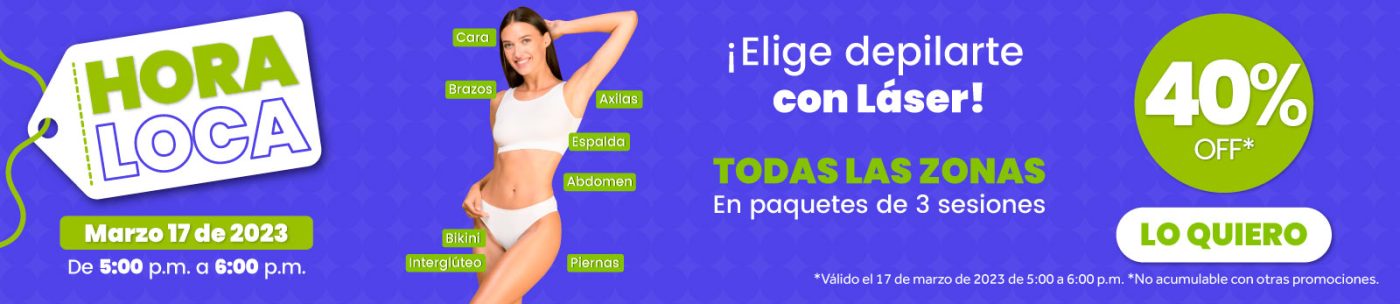 HORA
LOCA
Marzo 17 de 2023
De 5:00 p.m. a 6:00 p.m.
Cara
Brazos
Axilas
Espalda
Abdomen
Bikini
Interglúteo
Piernas
¡Elige depilarte
con Láser!
TODAS LAS ZONAS
En paquetes de 3 sesiones
40%
OFF*
LO QUIERO
*Válido el 17 de marzo de 2023 de 5:00 a 6:00 p.m. *No acumulable con otras promociones.